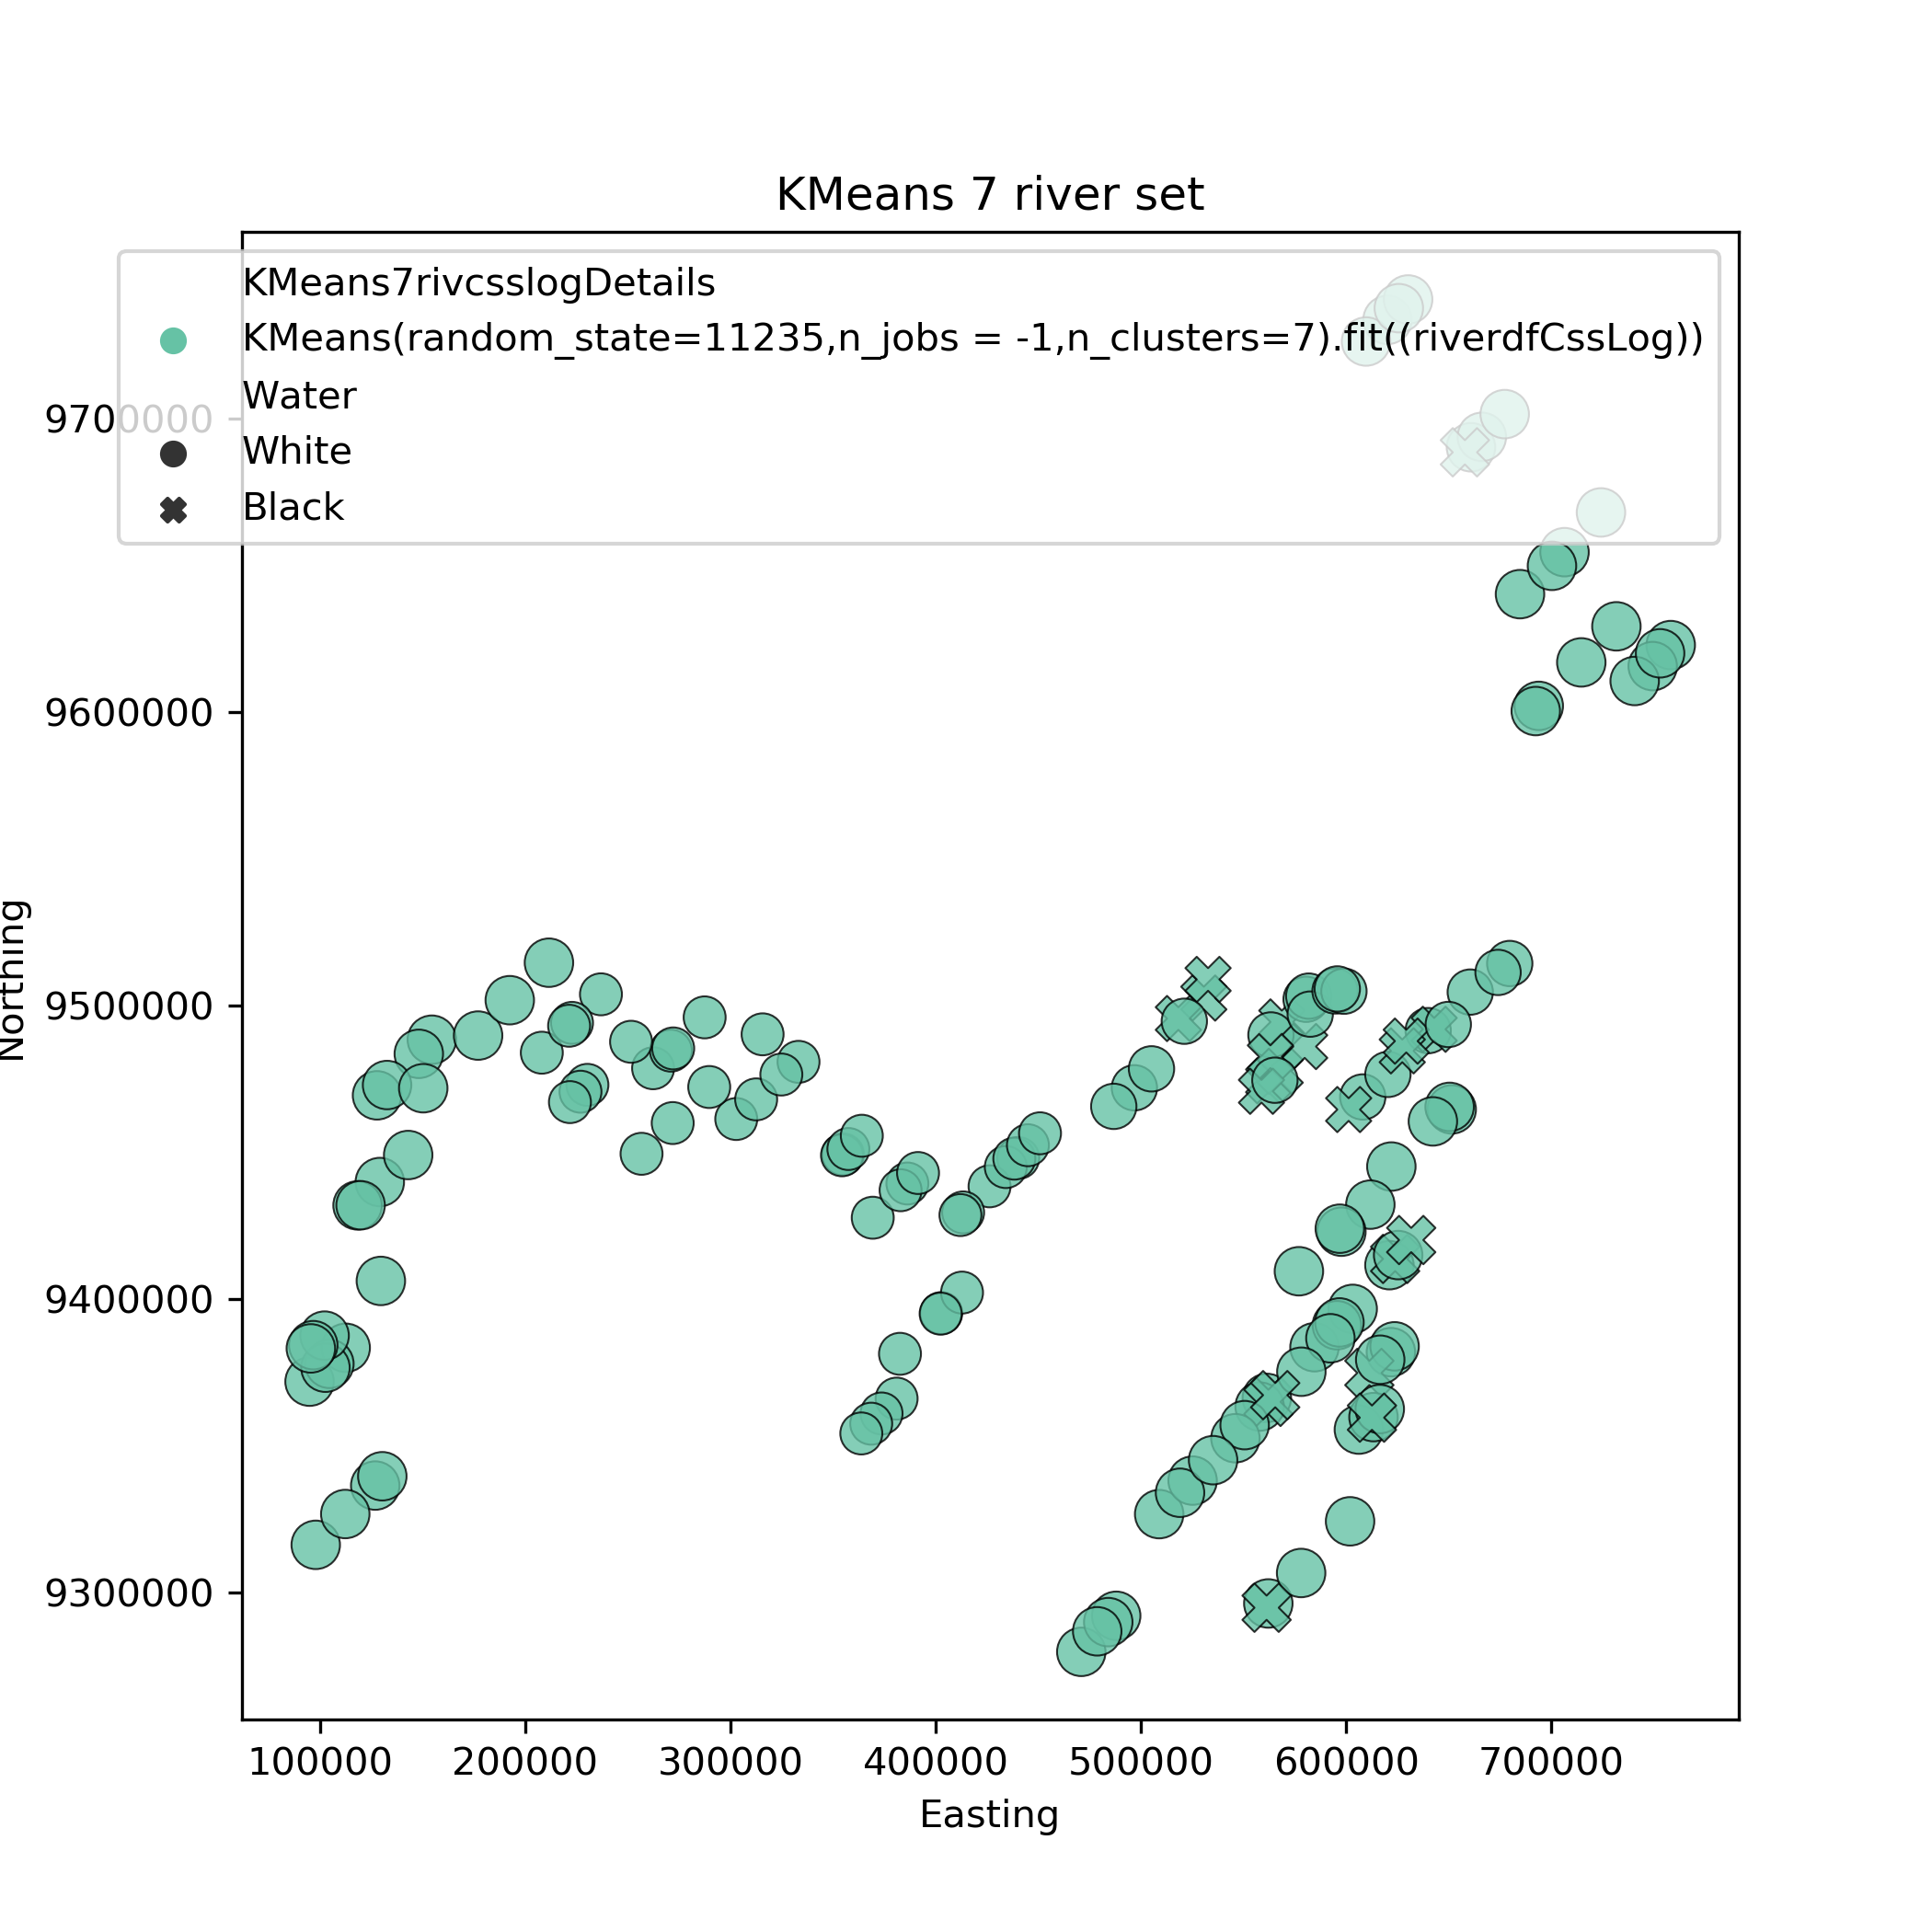 KMeans 7 river set
KMeans7rivcsslogDetails
KMeans(random_state=11235,n_jobs = -1,n_clusters=7).fit((riverdfCssLog))
Water
White
Black
9700000
9600000
9500000
9400000
9300000
Northing
100000 200000 300000 400000 500000 600000 700000
Easting